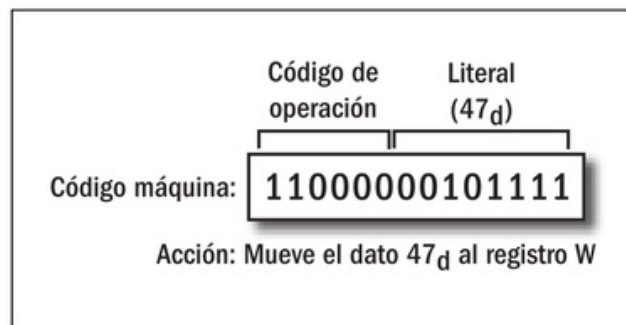 Código de
operación
Literal
(47d)
Código máquina: 11000000101111
Acción: Mueve el dato 47d al registro W